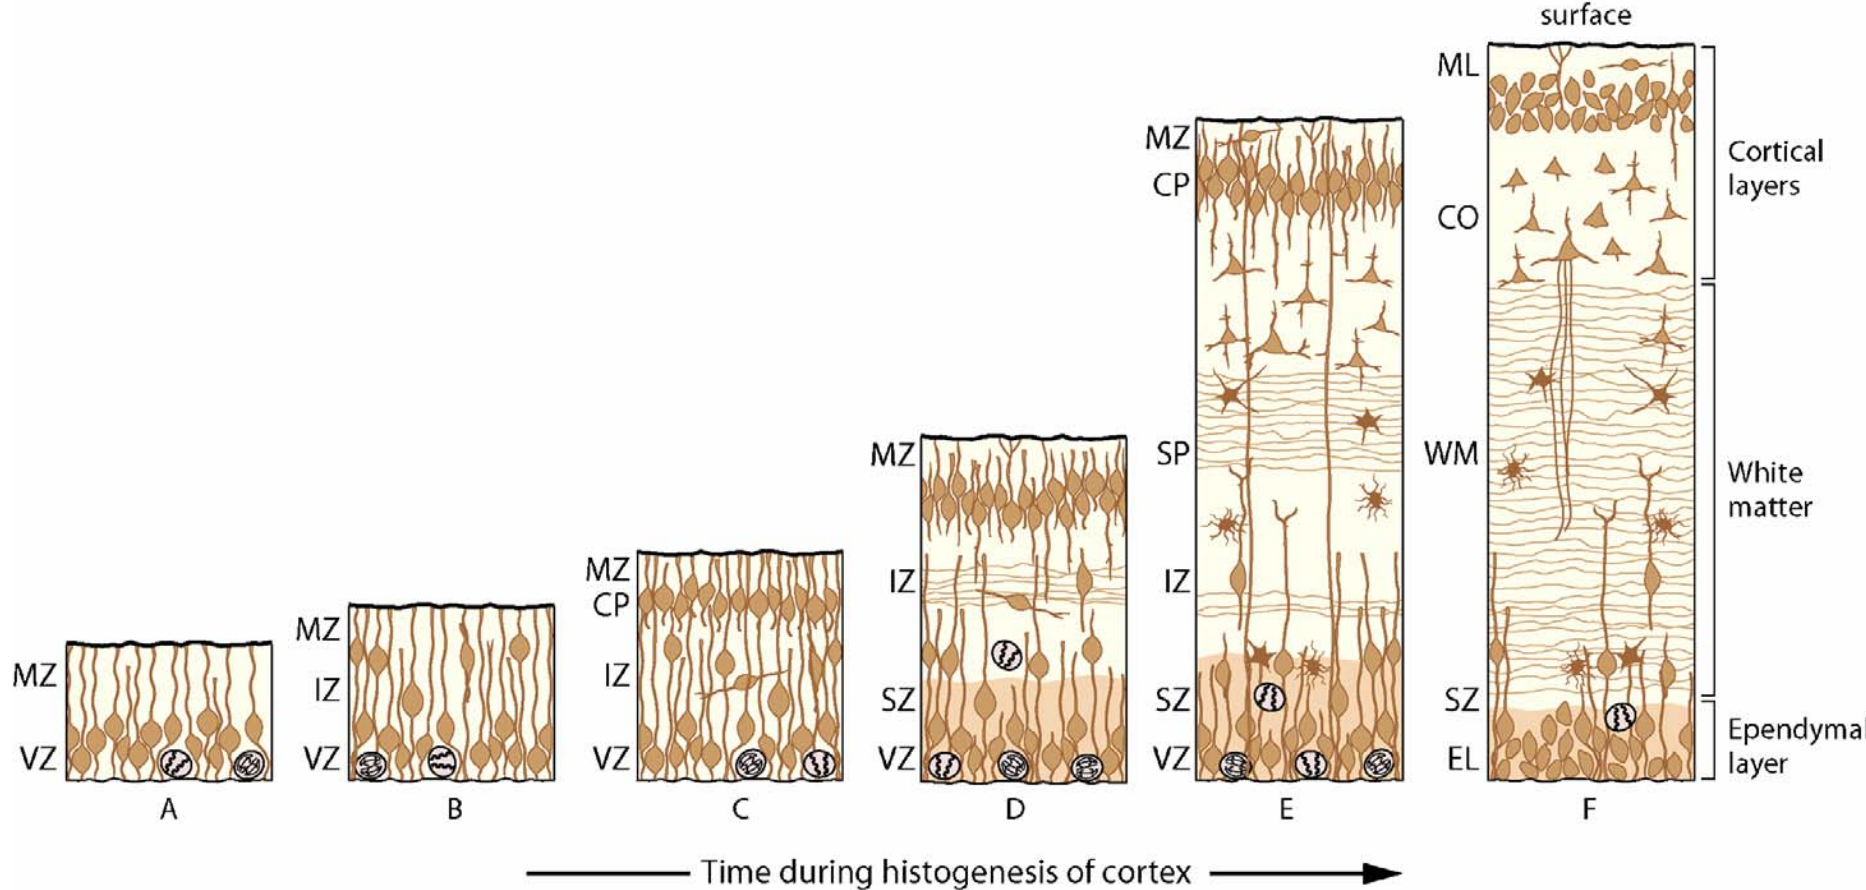 surface
ML
CO
WM
SZ
EL
Cortical
layers
White
matter
Ependymal
layer
MZ
CP
SP
IZ
SZ
VZ
MZ
IZ
SZ
VZ
MZ
CP
IZ
VZ
MZ
IZ
VZ
MZ
VZ
A
B
C
D
E
F
Time during histogenesis of cortex